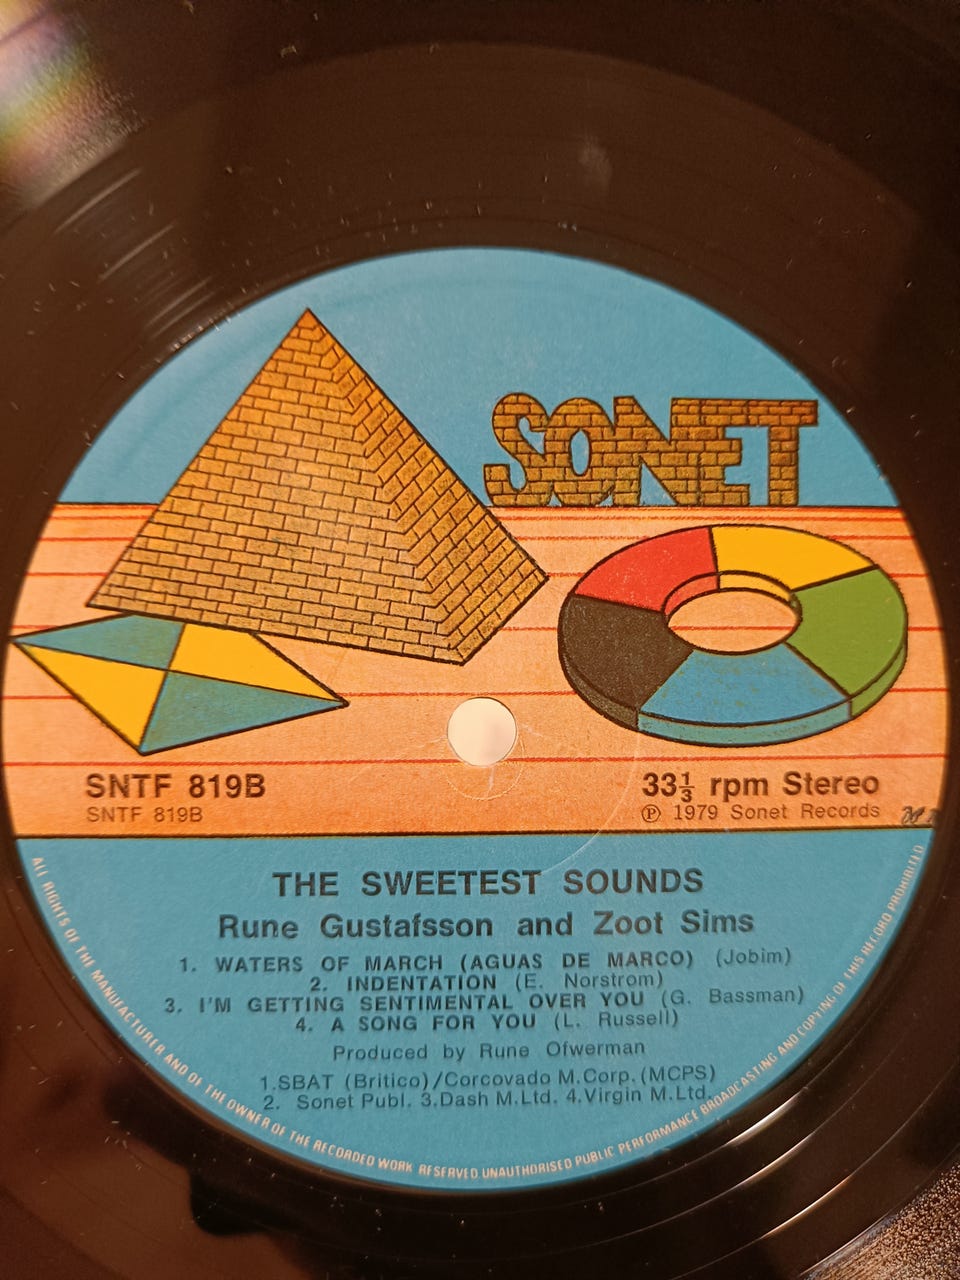 SONET
SNTF 819B
SNTF 819B
33⅓ rpm Stereo
℗ 1979 Sonet Records
THE SWEETEST SOUNDS
Rune Gustafsson and Zoot Sims
1. WATERS OF MARCH (AGUAS DE MARCO) (Jobim)
2. INDENTATION (E. Norstrom)
3. I'M GETTING SENTIMENTAL OVER YOU (G. Bassman)
4. A SONG FOR YOU (L. Russell)
Produced by Rune Ofwerman
1.SBAT (Britico)/Corcovado M.Corp.(MCPS)
2. Sonet Publ. 3.Dash M.Ltd. 4.Virgin M.Ltd.
ALL RIGHTS OF THE MANUFACTURER AND OF THE OWNER OF THE RECORDED WORK RESERVED UNAUTHORISED PUBLIC PERFORMANCE BROADCASTING AND COPYING OF THIS RECORD PROHIBITED